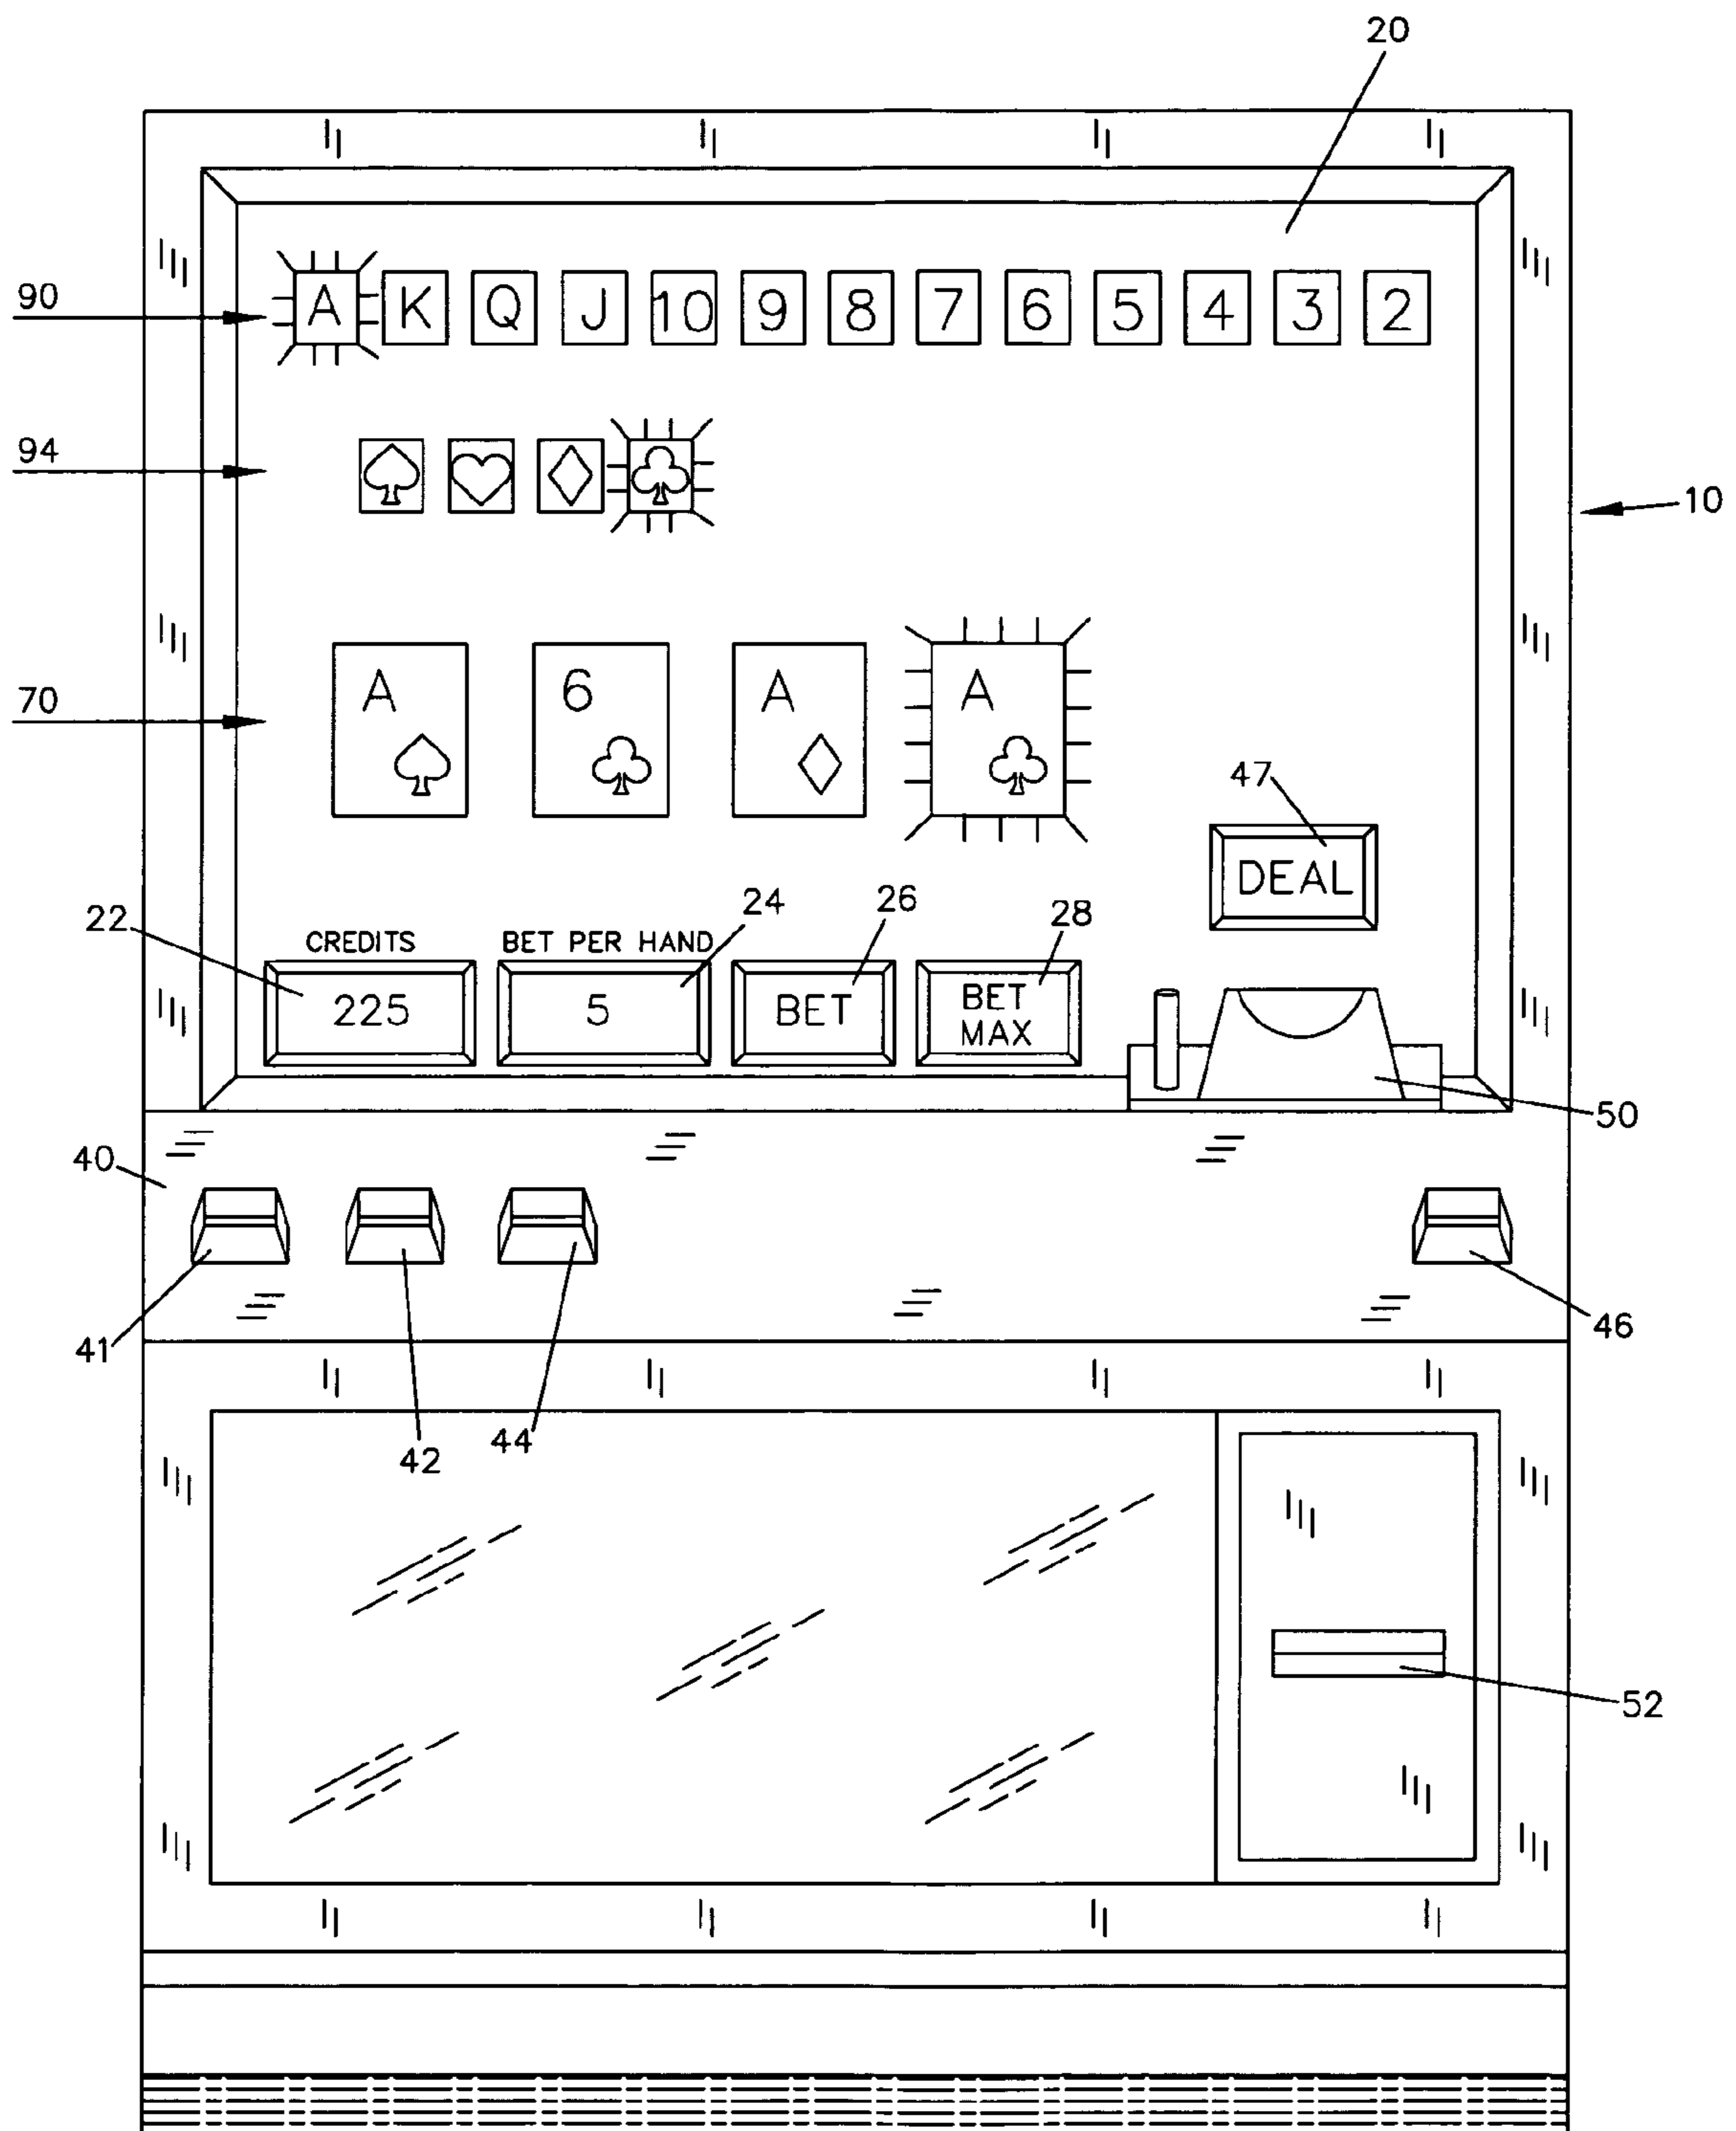 20
90
A K Q J 10 9 8 7 6 5 4 3 2
94
10
70
A 6 A A
47
DEAL
22
24
26
28
CREDITS
BET PER HAND
225
5
BET
BET
MAX
50
40
41
42
44
46
52